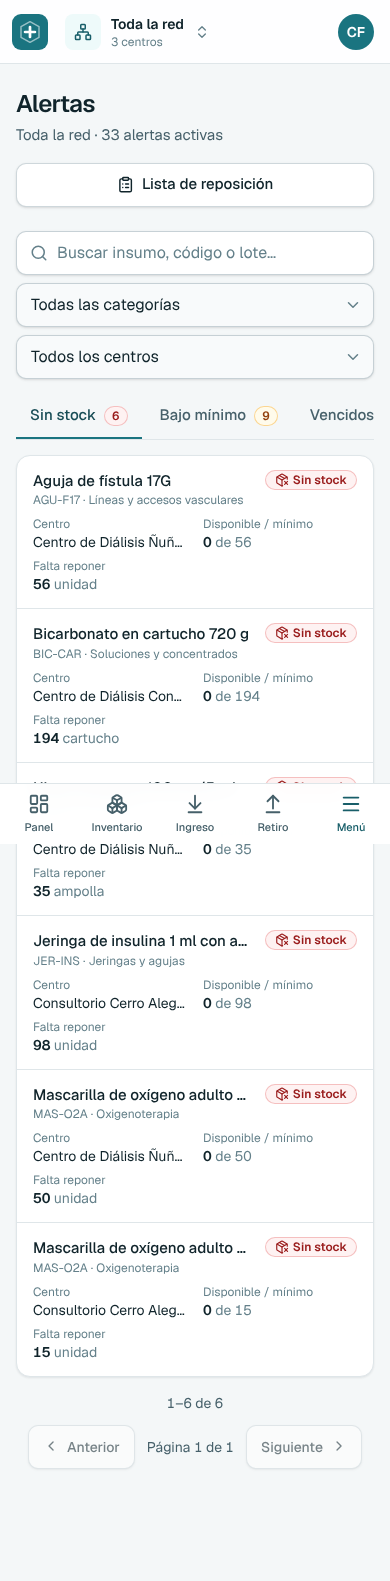 Toda la red
3 centros
CF
Alertas
Toda la red · 33 alertas activas
Lista de reposición
Buscar insumo, código o lote...
Todas las categorías
Todos los centros
Sin stock 6
Bajo mínimo 9
Vencidos
Aguja de fístula 17G
Sin stock
AGU-F17 · Líneas y accesos vasculares
Centro
Disponible / mínimo
Centro de Diálisis Ñuñ...
0 de 56
Falta reponer
56 unidad
Bicarbonato en cartucho 720 g
Sin stock
BIC-CAR · Soluciones y concentrados
Centro
Disponible / mínimo
Centro de Diálisis Con...
0 de 194
Falta reponer
194 cartucho
Panel
Inventario
Ingreso
Retiro
Menú
Centro de Diálisis Ñuñ...
0 de 35
Falta reponer
35 ampolla
Jeringa de insulina 1 ml con a...
Sin stock
JER-INS · Jeringas y agujas
Centro
Disponible / mínimo
Consultorio Cerro Aleg...
0 de 98
Falta reponer
98 unidad
Mascarilla de oxígeno adulto ...
Sin stock
MAS-O2A · Oxigenoterapia
Centro
Disponible / mínimo
Centro de Diálisis Ñuñ...
0 de 50
Falta reponer
50 unidad
Mascarilla de oxígeno adulto ...
Sin stock
MAS-O2A · Oxigenoterapia
Centro
Disponible / mínimo
Consultorio Cerro Aleg...
0 de 15
Falta reponer
15 unidad
1–6 de 6
Anterior
Página 1 de 1
Siguiente